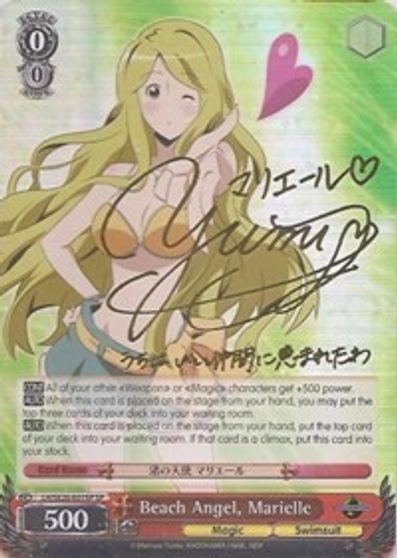 0
0
マリエール♡
yumi
うちは、いい仲間に恵まれたわ
CONT All of your other «Weapon» or «Magic» characters get +500 power.
AUTO When this card is placed on the stage from your hand, you may put the
top three cards of your deck into your waiting room.
AUTO When this card is placed on the stage from your hand, you may put the
top card of your deck into your waiting room. If that card is a climax, put this card
into your stock.
Card Name
渚の天使 マリエール
Beach Angel, Marielle
500
Magic
Swimsuit